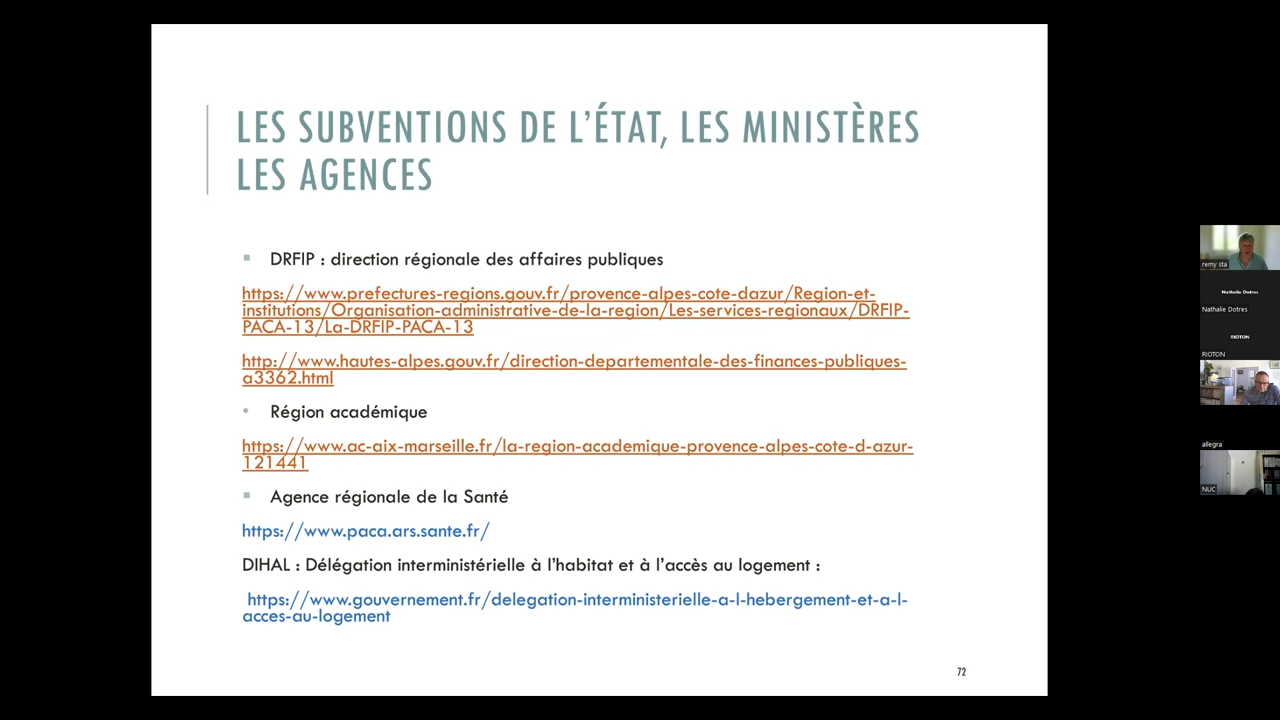 LES SUBVENTIONS DE L'ÉTAT, LES MINISTÈRES
LES AGENCES
DRFIP : direction régionale des affaires publiques
https://www.prefectures-regions.gouv.fr/provence-alpes-cote-dazur/Region-et-
institutions/Organisation-administrative-de-la-region/Les-services-regionaux/DRFIP-
PACA-13/La-DRFIP-PACA-13
http://www.hautes-alpes.gouv.fr/direction-departementale-des-finances-publiques-
a3362.html
Région académique
https://www.ac-aix-marseille.fr/la-region-academique-provence-alpes-cote-d-azur-
121441
Agence régionale de la Santé
https://www.paca.ars.sante.fr/
DIHAL : Délégation interministérielle à l'habitat et à l'accès au logement :
https://www.gouvernement.fr/delegation-interministerielle-a-l-hebergement-et-a-l-
acces-au-logement
72
remy sta
Nathalie Dotres
Nathalie Dotres
RIOTON
RIOTON
allegra
NUC